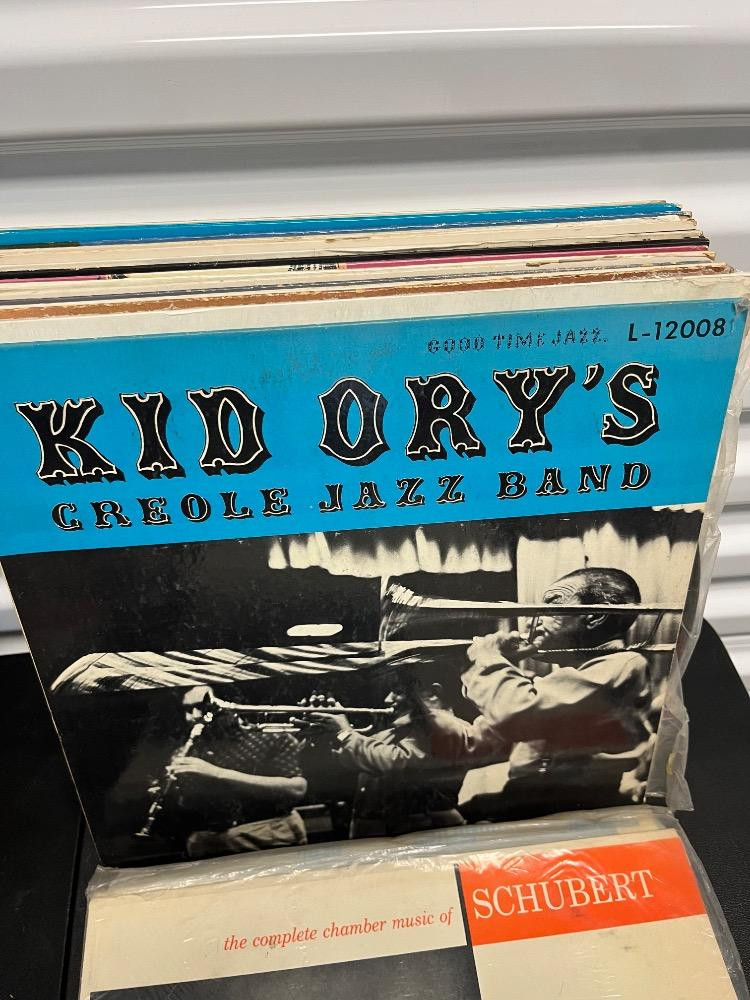 GOOD TIME JAZZ. L-12008
KID ORY'S
CREOLE JAZZ BAND
the complete chamber music of SCHUBERT